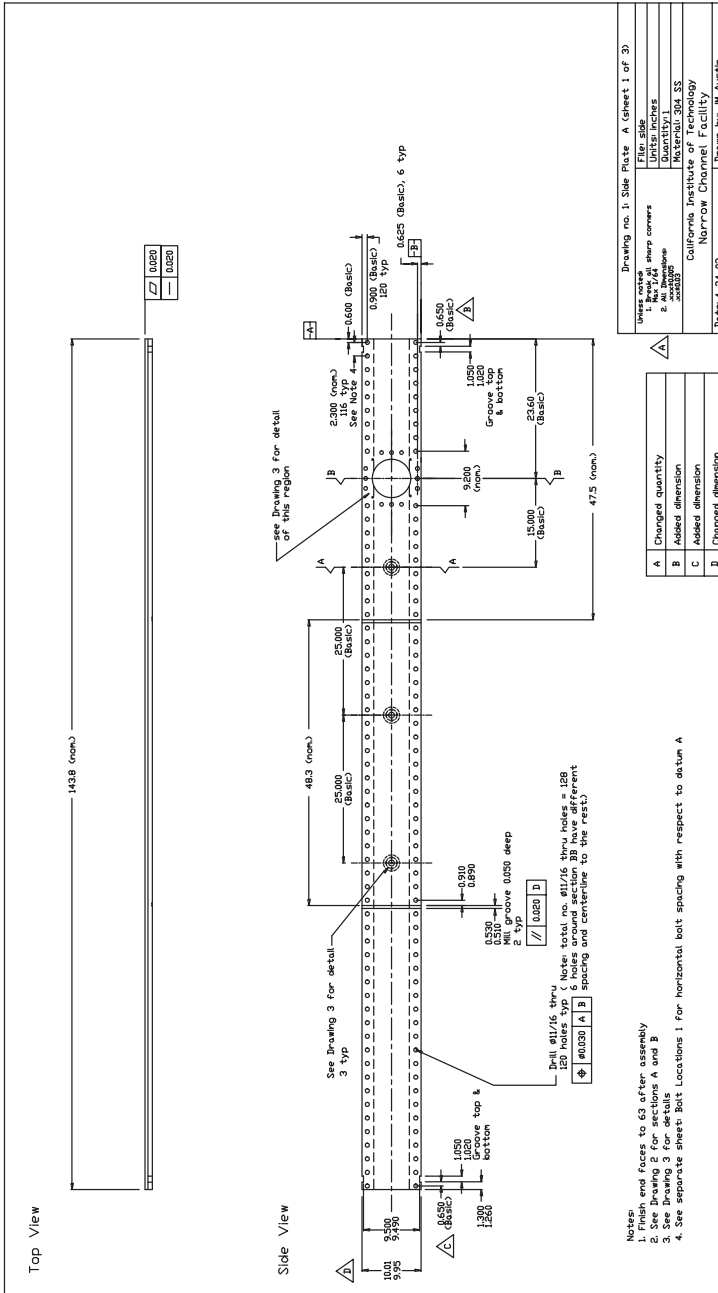 Top View
143.8 (nom.)
0.020
0.020
Side View
see Drawing 3 for detail
of this region
See Drawing 3 for detail
3 typ
48.3 (nom.)
25.000
(Basic)
25.000
(Basic)
A
A
B
B
2.300 (nom.)
116 typ
See Note 4
0.600 (Basic)
A
0.900 (Basic)
120 typ
0.625 (Basic), 6 typ
B
0.650
(Basic)
B
1.050
1.020
Groove top
& bottom
9.200
(nom.)
23.60
(Basic)
15.000
(Basic)
47.5 (nom.)
D
10.01
9.95
9.500
9.490
C
0.650
(Basic)
1.300
1.260
1.050
1.020
Groove top &
bottom
0.910
0.890
0.530
0.510
Mill groove 0.050 deep
2 typ
// 0.020 D
Drill ø11/16 thru
120 holes typ ( Note: total no. ø11/16 thru holes = 128
6 holes around section BB have different
spacing and centerline to the rest.)
⌖ ø0.030 A B
Notes:
1. Finish end faces to 63 after assembly
2. See Drawing 2 for sections A and B
3. See Drawing 3 for details
4. See separate sheet: Bolt Locations 1 for horizontal bolt spacing with respect to datum A
A Changed quantity
B Added dimension
C Added dimension
D Changed dimension
A
Drawing no. 1: Side Plate A (sheet 1 of 3)
Unless noted:
1. Break all sharp corners
Max 1/64
2. All Dimensions:
.xxx±0.005
.xx±0.03
File: side
Units: inches
Quantity: 1
Material: 304 SS
California Institute of Technology
Narrow Channel Facility